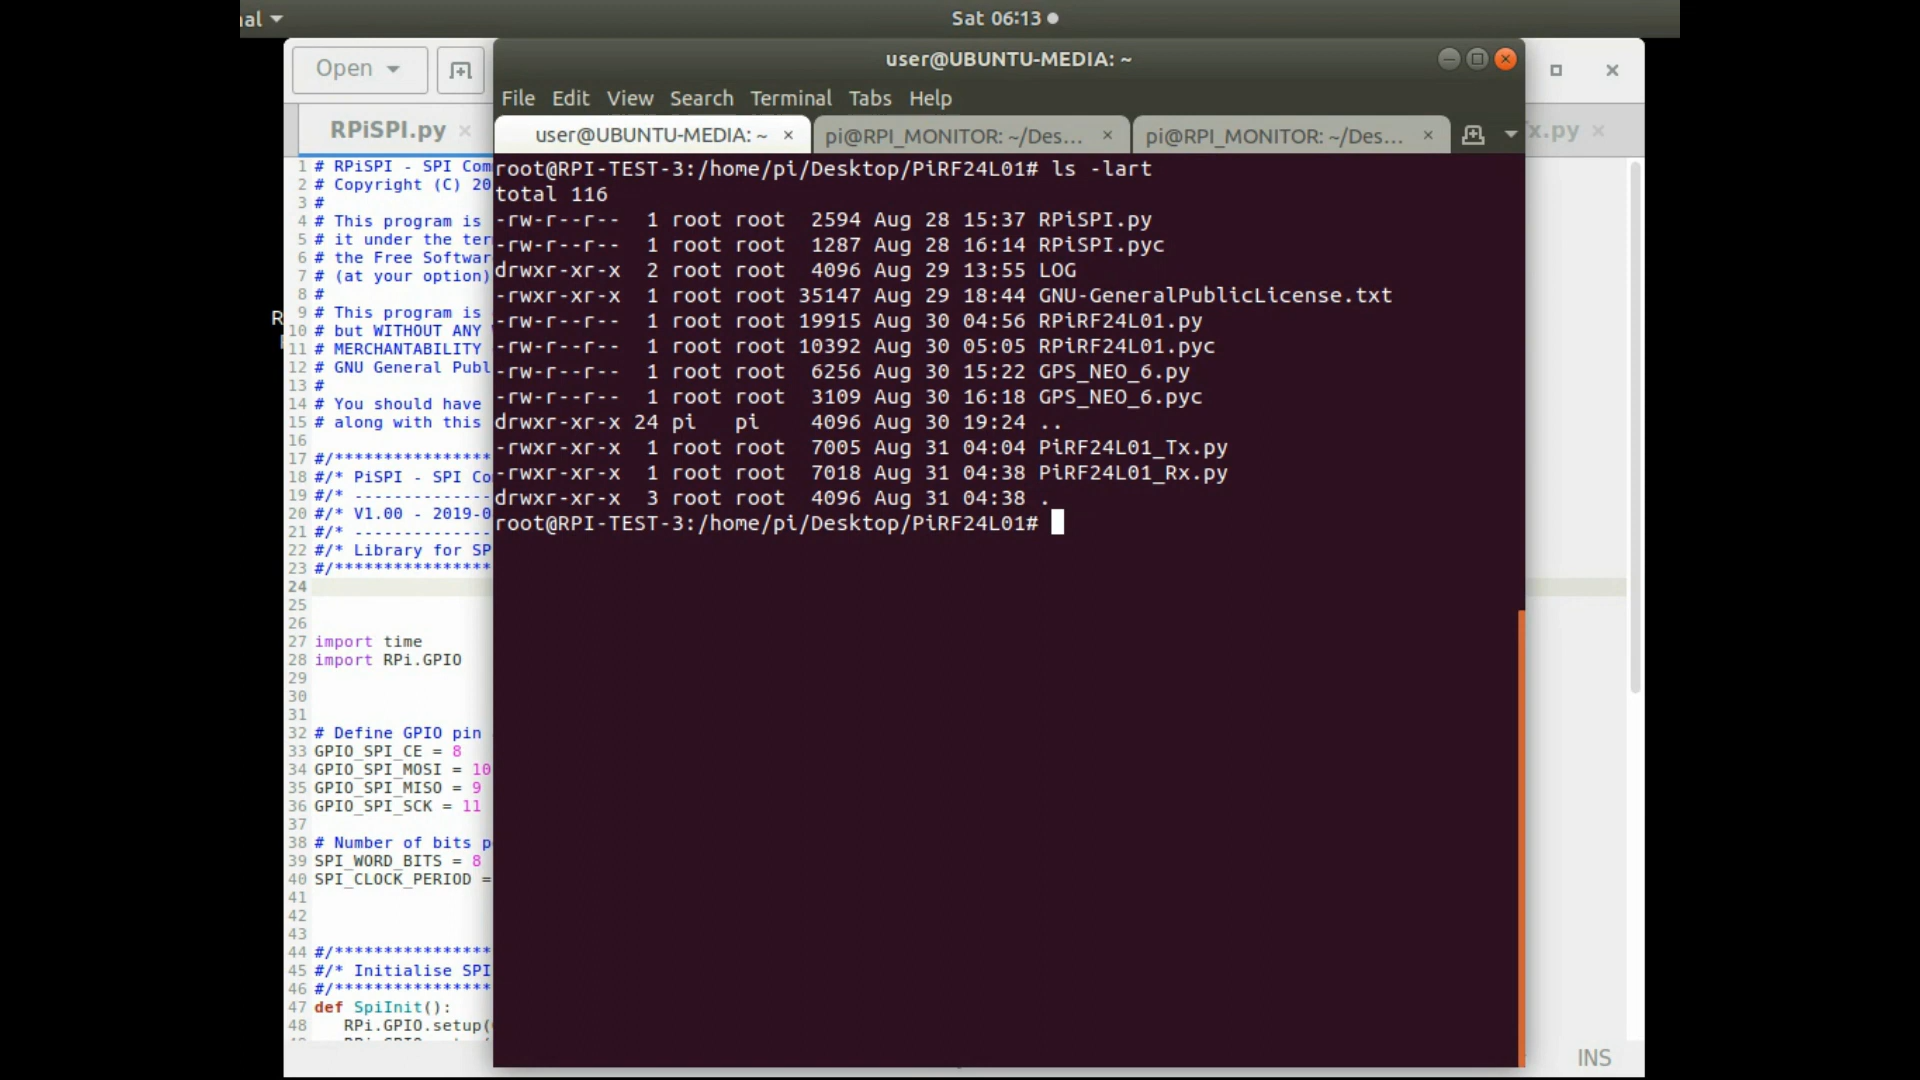 al
Sat 06:13
Open
RPiSPI.py
x.py
user@UBUNTU-MEDIA: ~
File Edit View Search Terminal Tabs Help
user@UBUNTU-MEDIA: ~
pi@RPI_MONITOR: ~/Des...
pi@RPI_MONITOR: ~/Des...
1 # RPiSPI - SPI Com
2 # Copyright (C) 20
3 #
4 # This program is
5 # it under the ter
6 # the Free Softwar
7 # (at your option)
8 #
9 # This program is
10 # but WITHOUT ANY
11 # MERCHANTABILITY
12 # GNU General Publ
13 #
14 # You should have
15 # along with this
16
17 #/****************
18 #/* PiSPI - SPI Co
19 #/* --------------
20 #/* V1.00 - 2019-0
21 #/* --------------
22 #/* Library for SP
23 #/****************
24
25
26
27 import time
28 import RPi.GPIO
29
30
31
32 # Define GPIO pin
33 GPIO_SPI_CE = 8
34 GPIO_SPI_MOSI = 10
35 GPIO_SPI_MISO = 9
36 GPIO_SPI_SCK = 11
37
38 # Number of bits p
39 SPI_WORD_BITS = 8
40 SPI_CLOCK_PERIOD =
41
42
43
44 #/****************
45 #/* Initialise SPI
46 #/****************
47 def SpiInit():
48 RPi.GPIO.setup(
R
root@RPI-TEST-3:/home/pi/Desktop/PiRF24L01# ls -lart
total 116
-rw-r--r-- 1 root root 2594 Aug 28 15:37 RPiSPI.py
-rw-r--r-- 1 root root 1287 Aug 28 16:14 RPiSPI.pyc
drwxr-xr-x 2 root root 4096 Aug 29 13:55 LOG
-rwxr-xr-x 1 root root 35147 Aug 29 18:44 GNU-GeneralPublicLicense.txt
-rw-r--r-- 1 root root 19915 Aug 30 04:56 RPiRF24L01.py
-rw-r--r-- 1 root root 10392 Aug 30 05:05 RPiRF24L01.pyc
-rw-r--r-- 1 root root 6256 Aug 30 15:22 GPS_NEO_6.py
-rw-r--r-- 1 root root 3109 Aug 30 16:18 GPS_NEO_6.pyc
drwxr-xr-x 24 pi pi 4096 Aug 30 19:24 ..
-rwxr-xr-x 1 root root 7005 Aug 31 04:04 PiRF24L01_Tx.py
-rwxr-xr-x 1 root root 7018 Aug 31 04:38 PiRF24L01_Rx.py
drwxr-xr-x 3 root root 4096 Aug 31 04:38 .
root@RPI-TEST-3:/home/pi/Desktop/PiRF24L01#
INS